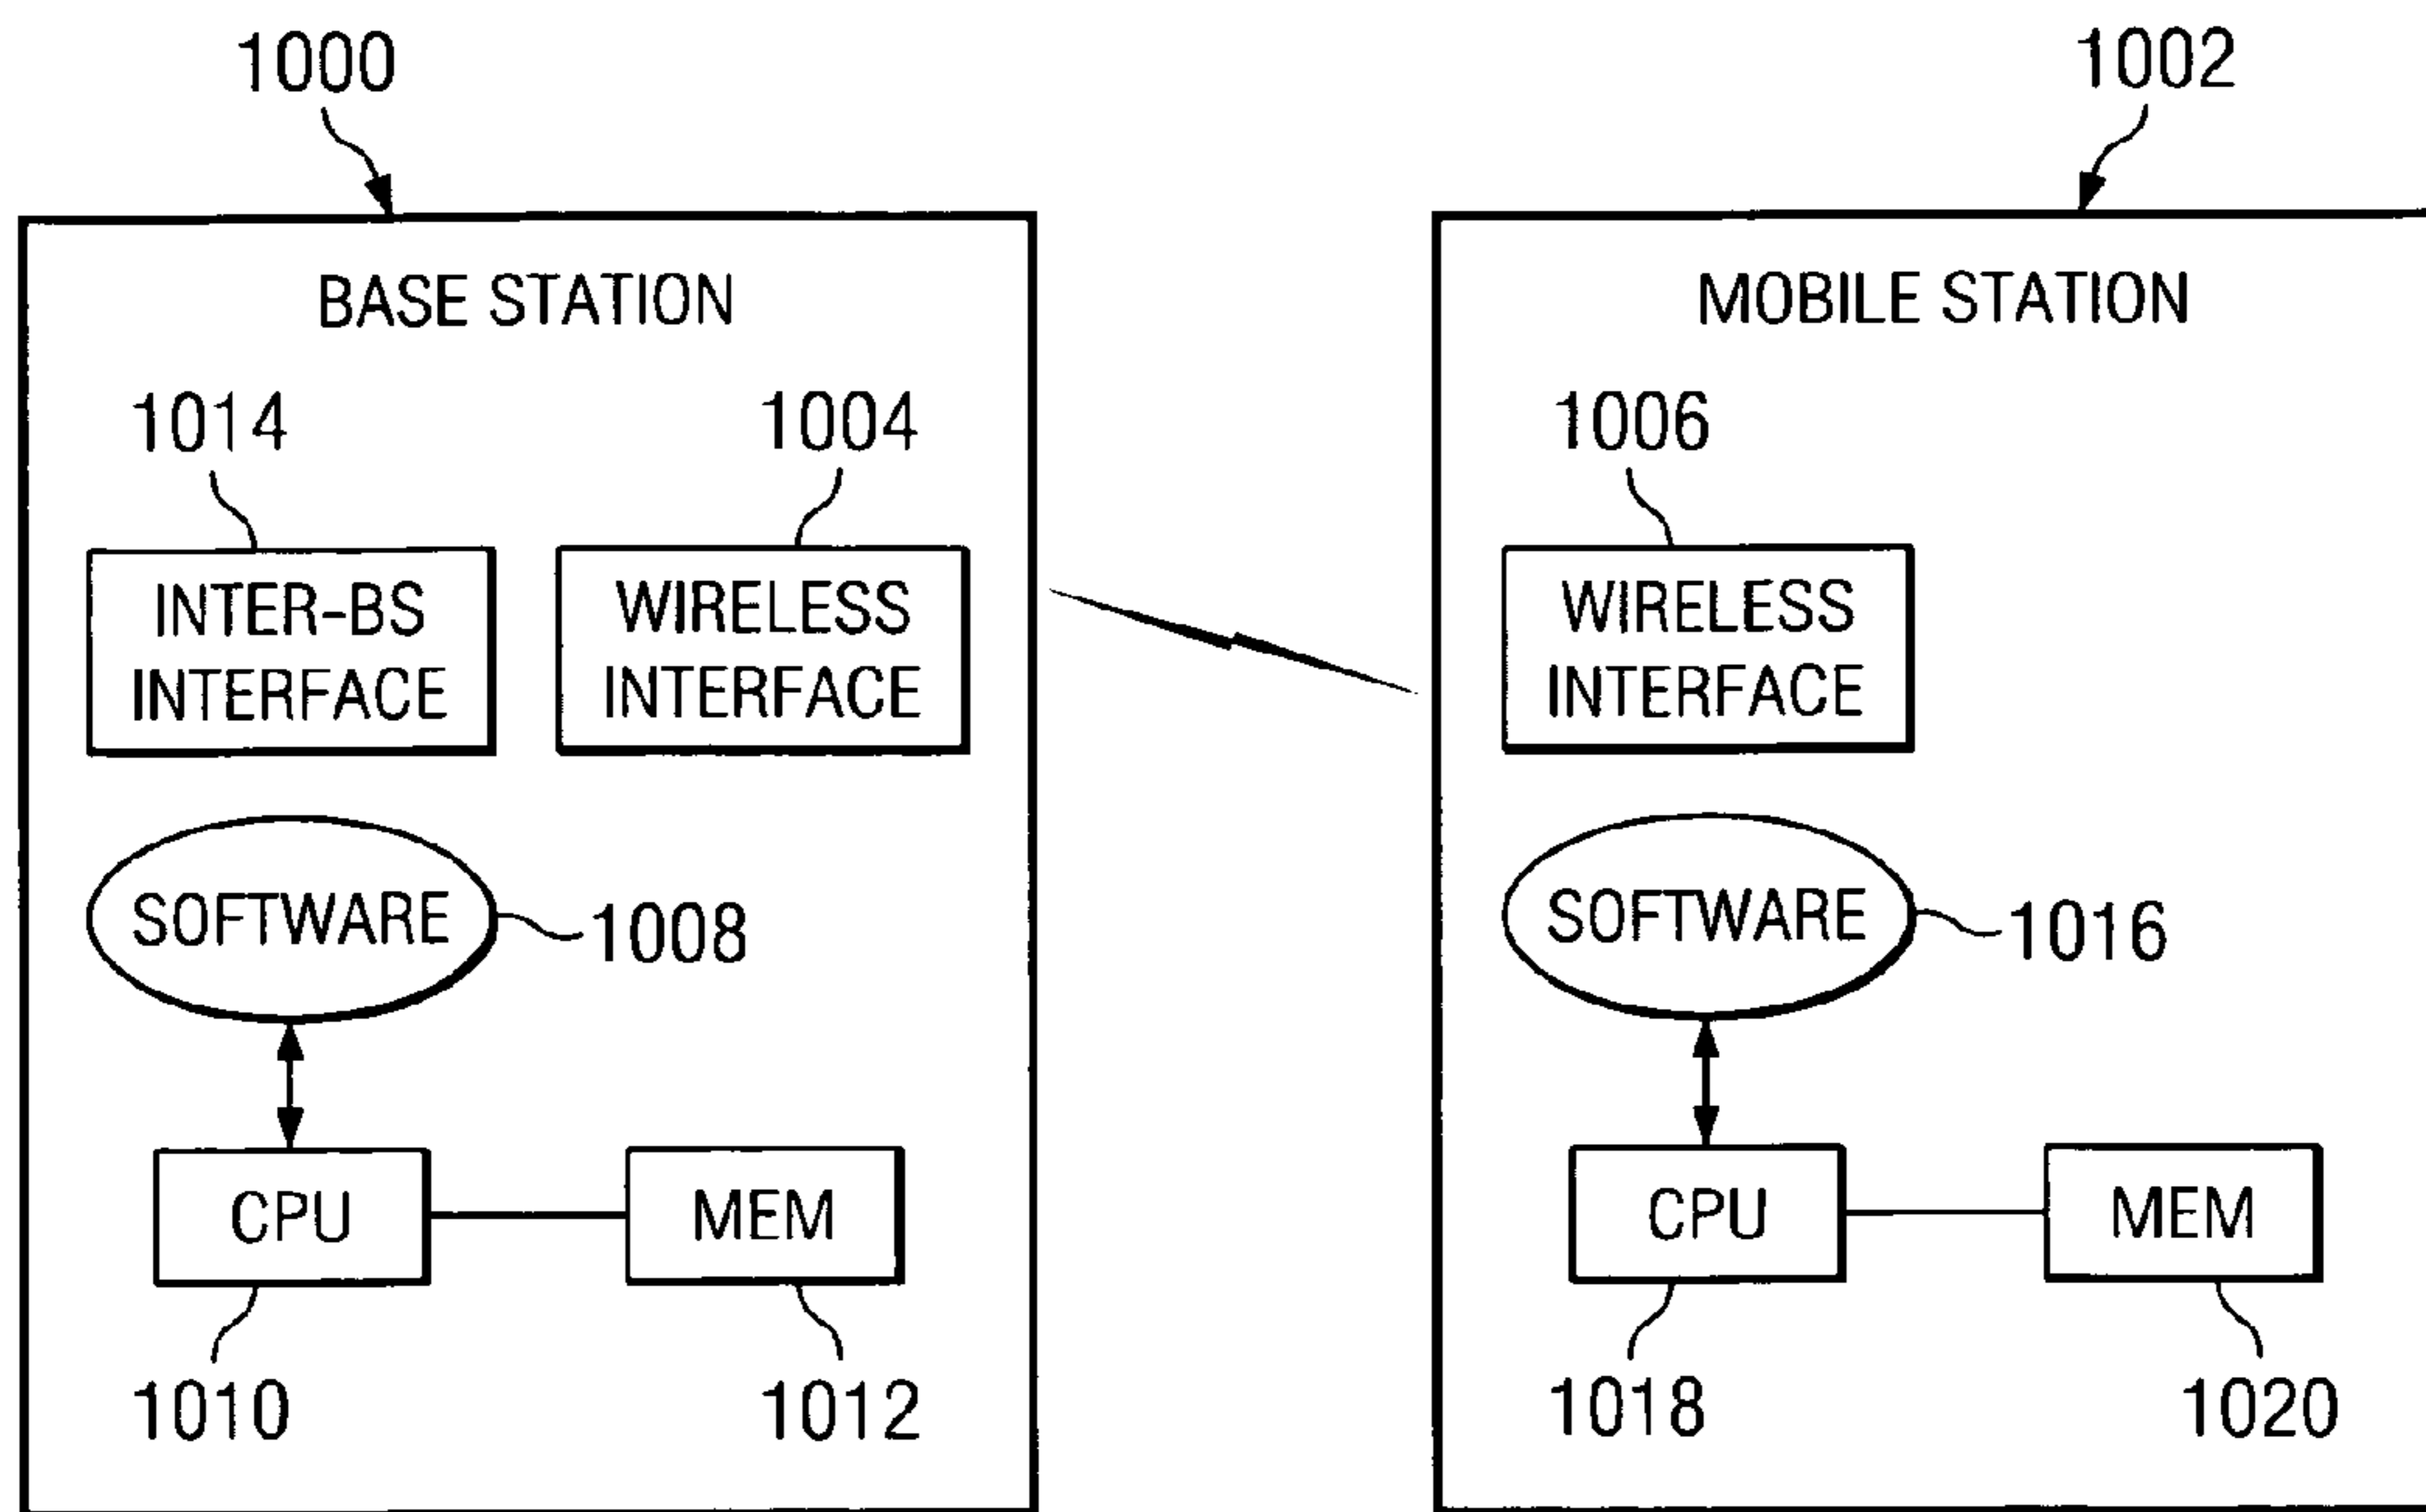 1000
1002
BASE STATION
MOBILE STATION
1014
1004
1006
INTER-BS
INTERFACE
WIRELESS
INTERFACE
WIRELESS
INTERFACE
SOFTWARE
1008
SOFTWARE
1016
CPU
MEM
CPU
MEM
1010
1012
1018
1020